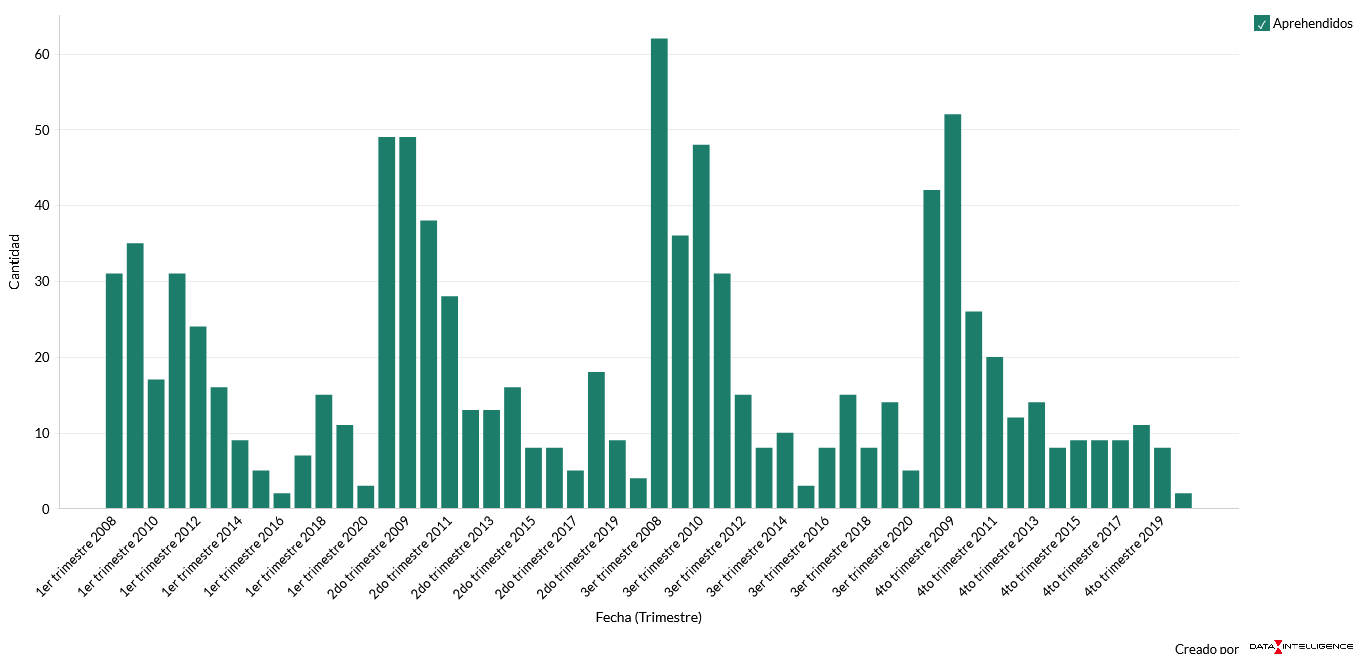 Aprehendidos
60
50
40
30
20
10
0
Cantidad
1er trimestre 2008
1er trimestre 2010
1er trimestre 2012
1er trimestre 2014
1er trimestre 2016
1er trimestre 2018
1er trimestre 2020
2do trimestre 2009
2do trimestre 2011
2do trimestre 2013
2do trimestre 2015
2do trimestre 2017
2do trimestre 2019
3er trimestre 2008
3er trimestre 2010
3er trimestre 2012
3er trimestre 2014
3er trimestre 2016
3er trimestre 2018
3er trimestre 2020
4to trimestre 2009
4to trimestre 2011
4to trimestre 2013
4to trimestre 2015
4to trimestre 2017
4to trimestre 2019
Fecha (Trimestre)
Creado por DATA INTELLIGENCE